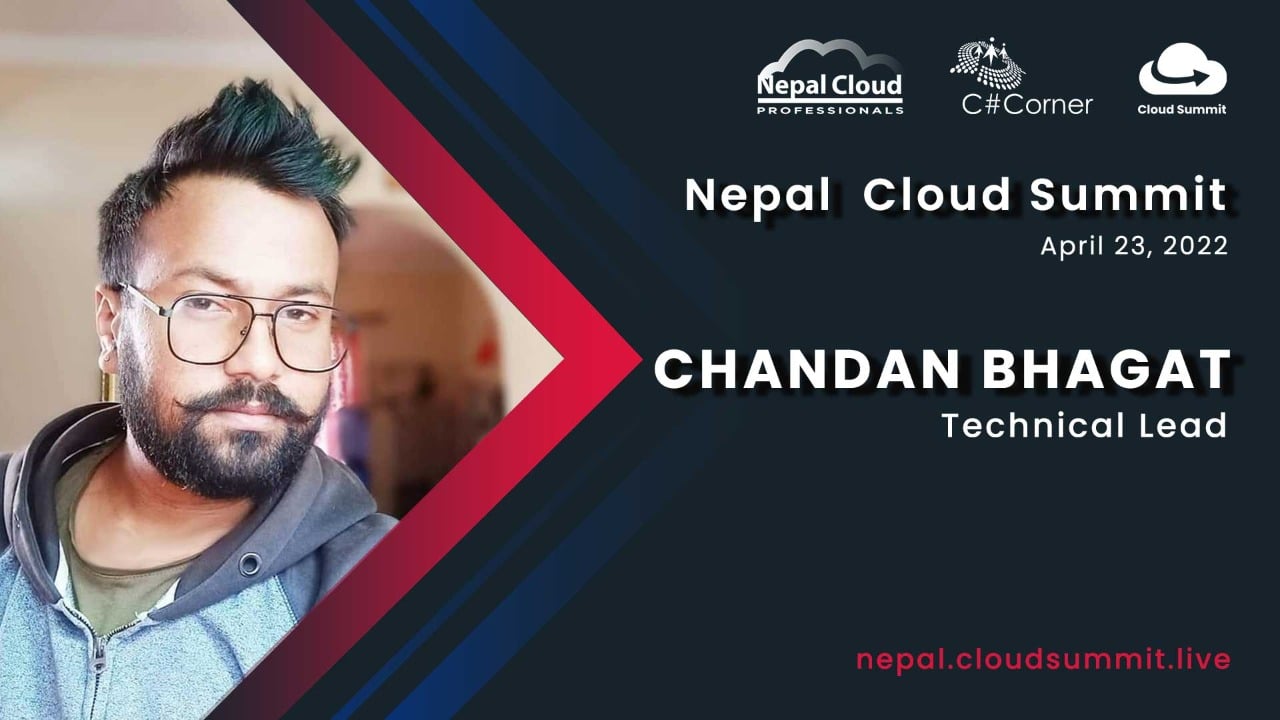 Nepal Cloud
PROFESSIONALS
C#Corner
Cloud Summit
Nepal Cloud Summit
April 23, 2022
CHANDAN BHAGAT
Technical Lead
nepal.cloudsummit.live